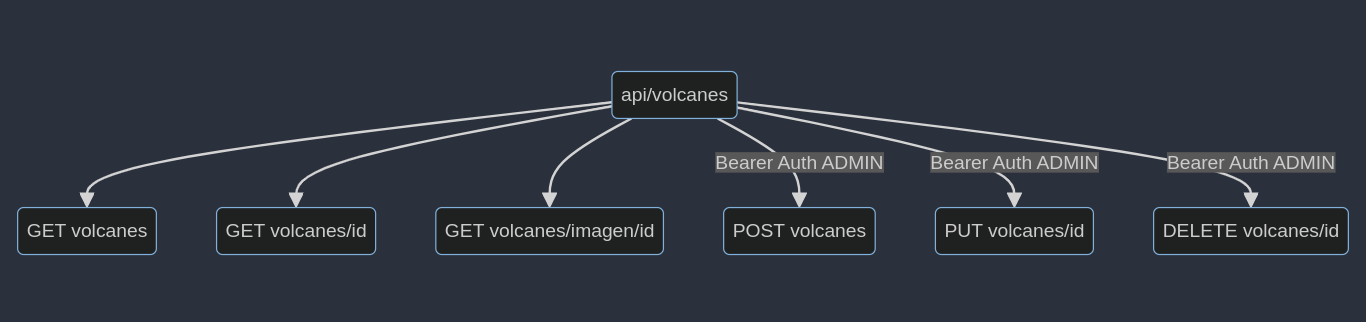 api/volcanes
Bearer Auth ADMIN
Bearer Auth ADMIN
Bearer Auth ADMIN
GET volcanes
GET volcanes/id
GET volcanes/imagen/id
POST volcanes
PUT volcanes/id
DELETE volcanes/id